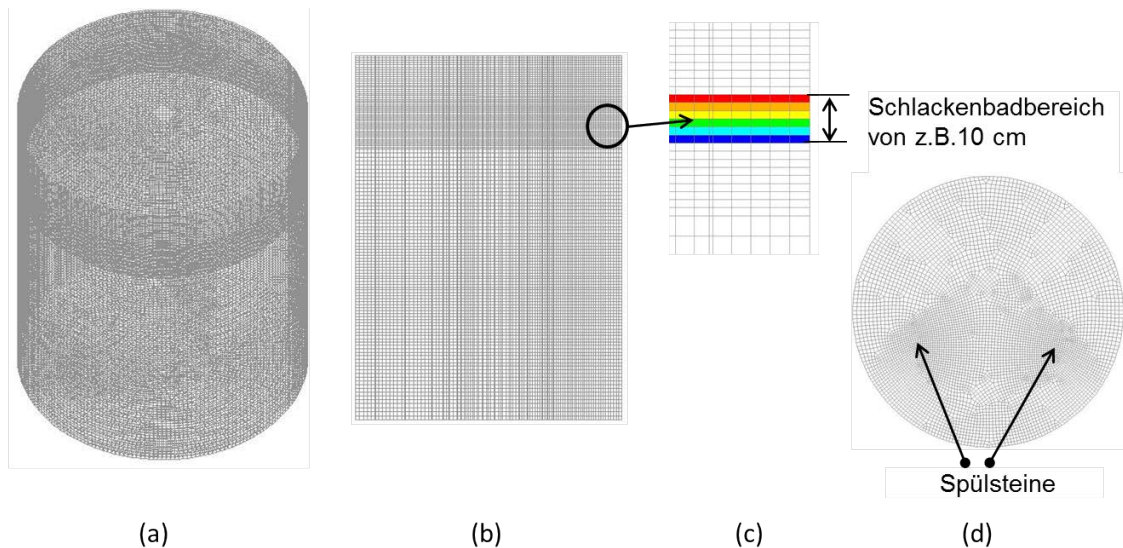 Schlackenbadbereich
von z.B.10 cm
Spülsteine
(a)
(b)
(c)
(d)